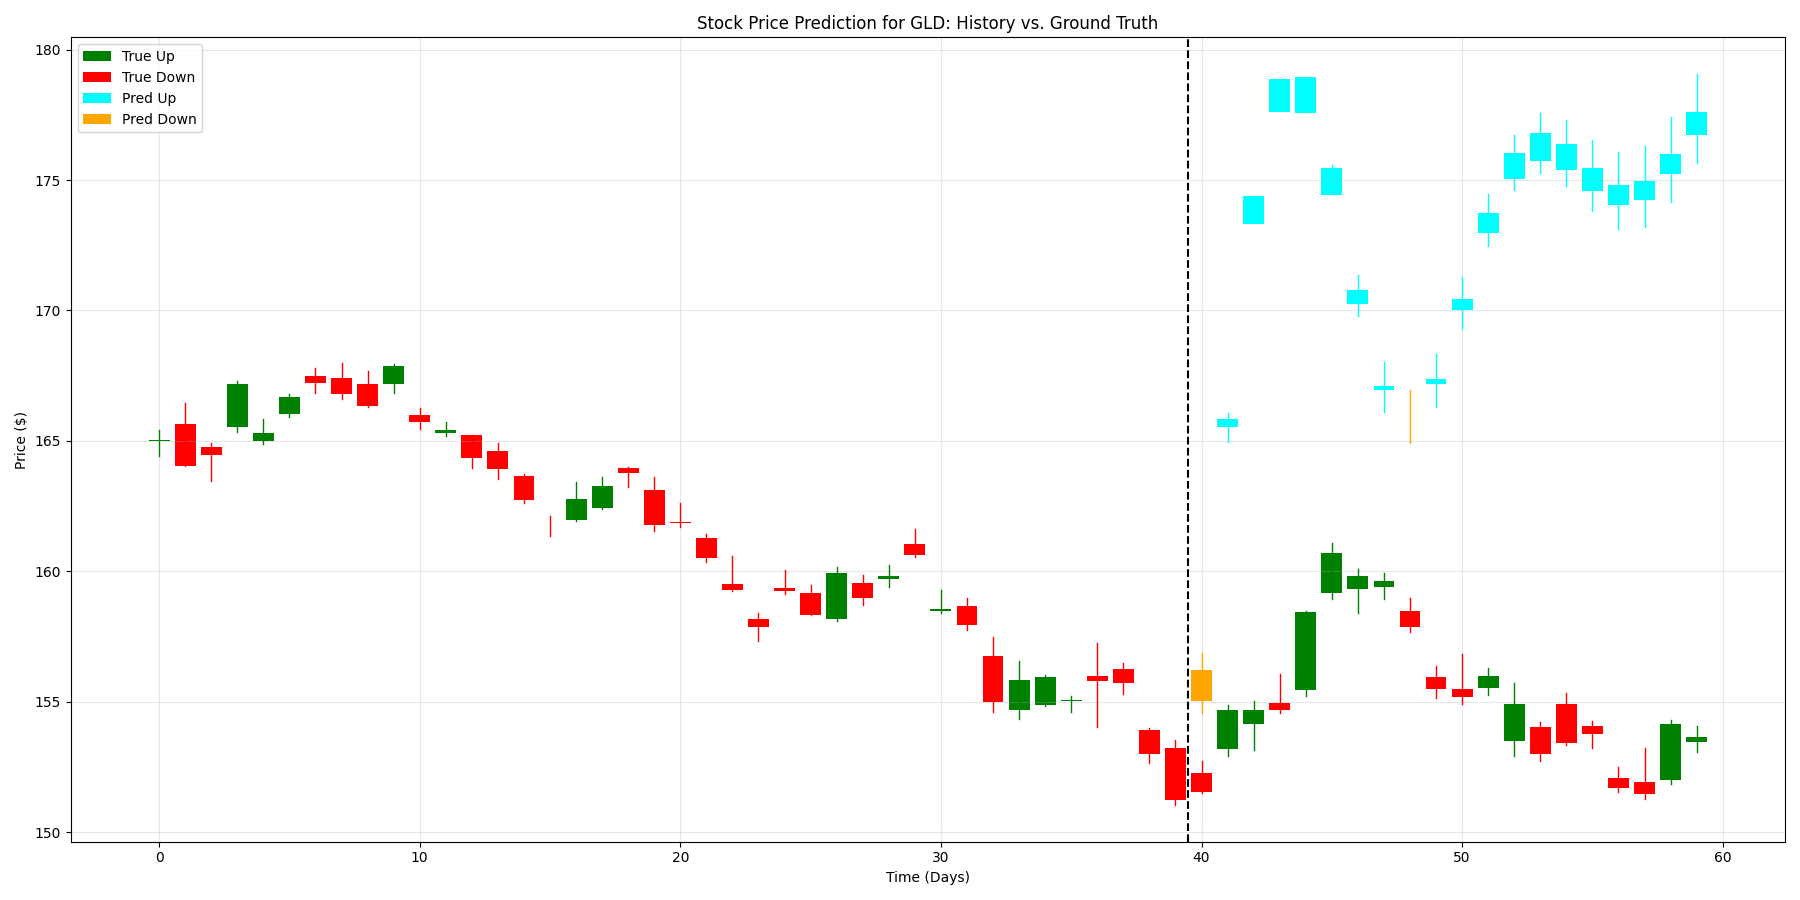 Stock Price Prediction for GLD: History vs. Ground Truth
True Up
True Down
Pred Up
Pred Down
Price ($)
180
175
170
165
160
155
150
0 10 20 30 40 50 60
Time (Days)